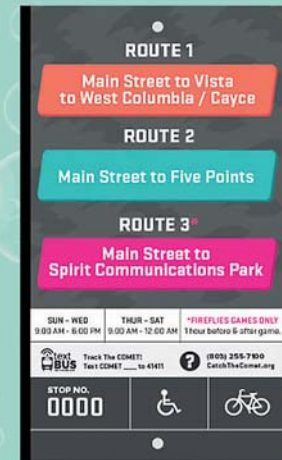 ROUTE 1
Main Street to Vista
to West Columbia / Cayce
ROUTE 2
Main Street to Five Points
ROUTE 3*
Main Street to
Spirit Communications Park
SUN - WED
9:00 AM - 6:00 PM
THUR - SAT
9:00 AM - 12:00 AM
*FIREFLIES GAMES ONLY
1 hour before & after game.
text
BUS
Track The COMET!
Text COMET ____ to 41411
?
(803) 255-7100
CatchTheComet.org
STOP NO.
0000